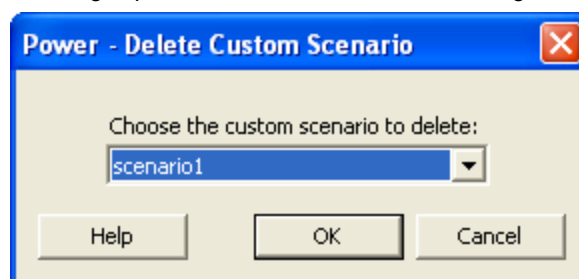 Power - Delete Custom Scenario
Choose the custom scenario to delete:
scenario1
Help OK Cancel